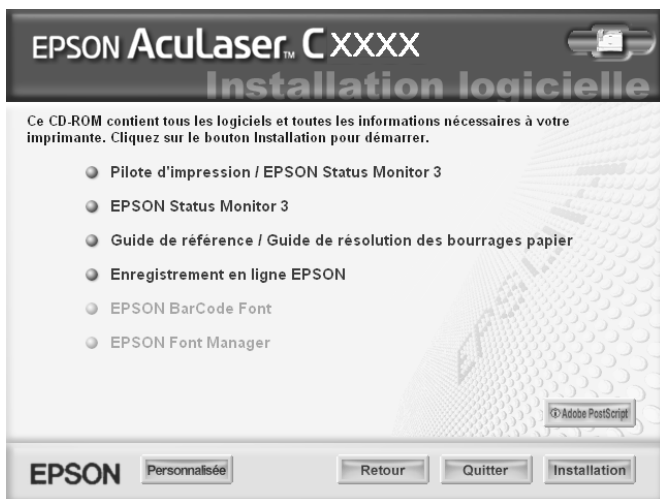 EPSON AcuLaser™ C XXXX
Installation logicielle
Ce CD-ROM contient tous les logiciels et toutes les informations nécessaires à votre
imprimante. Cliquez sur le bouton Installation pour démarrer.
Pilote d'impression / EPSON Status Monitor 3
EPSON Status Monitor 3
Guide de référence / Guide de résolution des bourrages papier
Enregistrement en ligne EPSON
EPSON BarCode Font
EPSON Font Manager
EPSON
Adobe PostScript
EPSON
Personnalisée
Retour
Quitter
Installation